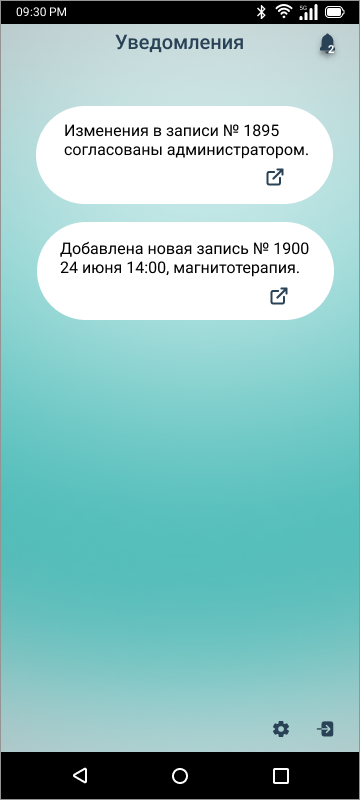 09:30 PM
5G
Уведомления
2
Изменения в записи № 1895
согласованы администратором.
Добавлена новая запись № 1900
24 июня 14:00, магнитотерапия.